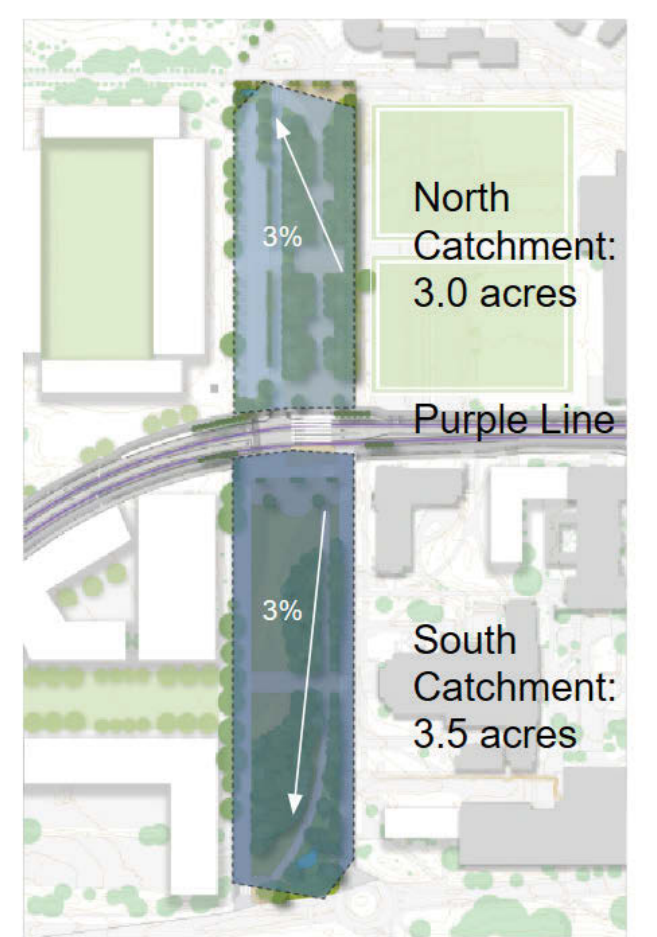 3%
North
Catchment:
3.0 acres
Purple Line
3%
South
Catchment:
3.5 acres